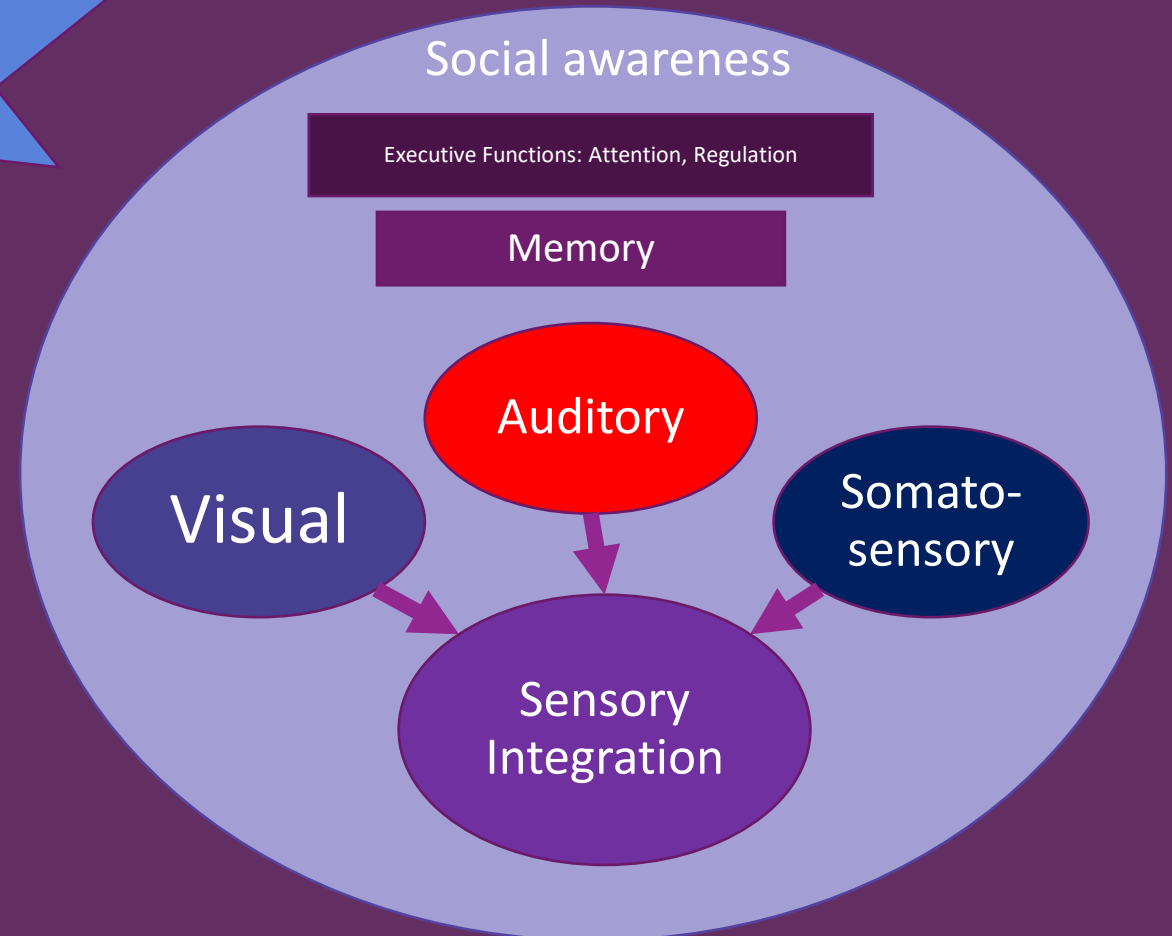 Social awareness
Executive Functions: Attention, Regulation
Memory
Auditory
Visual
Somato-
sensory
Sensory
Integration